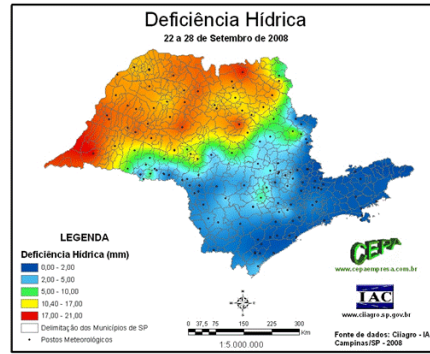 Deficiência Hídrica
22 a 28 de Setembro de 2008
LEGENDA
Deficiência Hídrica (mm)
0,00 - 2,00
2,00 - 5,00
5,00 - 10,00
10,40 - 17,00
17,00 - 21,00
Delimitação dos Municípios de SP
Postos Meteorológicos
0 37,5 75 150 225 300
Km
1:5.000.000
CEPA
www.cepaempresa.com.br
IAC
www.ciiagro.sp.gov.br
Fonte de dados: Ciiagro - IA
Campinas/SP - 2008